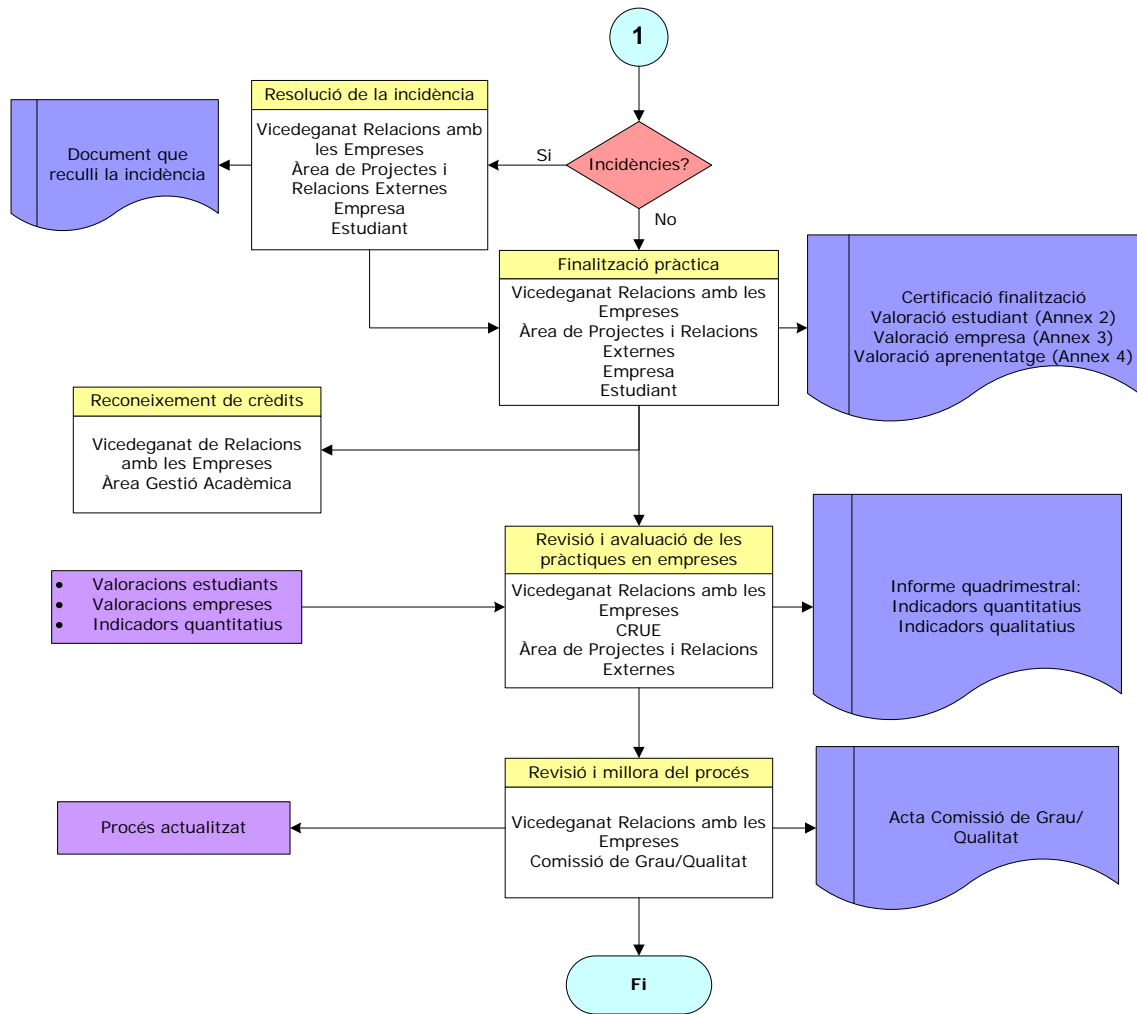 1
Resolució de la incidència
Vicedeganat Relacions amb
les Empreses
Àrea de Projectes i
Relacions Externes
Empresa
Estudiant
Document que
reculli la incidència
Si
Incidències?
No
Finalització pràctica
Vicedeganat Relacions amb les
Empreses
Àrea de Projectes i Relacions
Externes
Empresa
Estudiant
Certificació finalització
Valoració estudiant (Annex 2)
Valoració empresa (Annex 3)
Valoració aprenentatge (Annex 4)
Reconeixement de crèdits
Vicedeganat de Relacions
amb les Empreses
Àrea Gestió Acadèmica
Revisió i avaluació de les
pràctiques en empreses
Vicedeganat Relacions amb les
Empreses
CRUE
Àrea de Projectes i Relacions
Externes
• Valoracions estudiants
• Valoracions empreses
• Indicadors quantitatius
Informe quadrimestral:
Indicadors quantitatius
Indicadors qualitatius
Revisió i millora del procés
Vicedeganat Relacions amb les
Empreses
Comissió de Grau/Qualitat
Procés actualitzat
Acta Comissió de Grau/
Qualitat
Fi